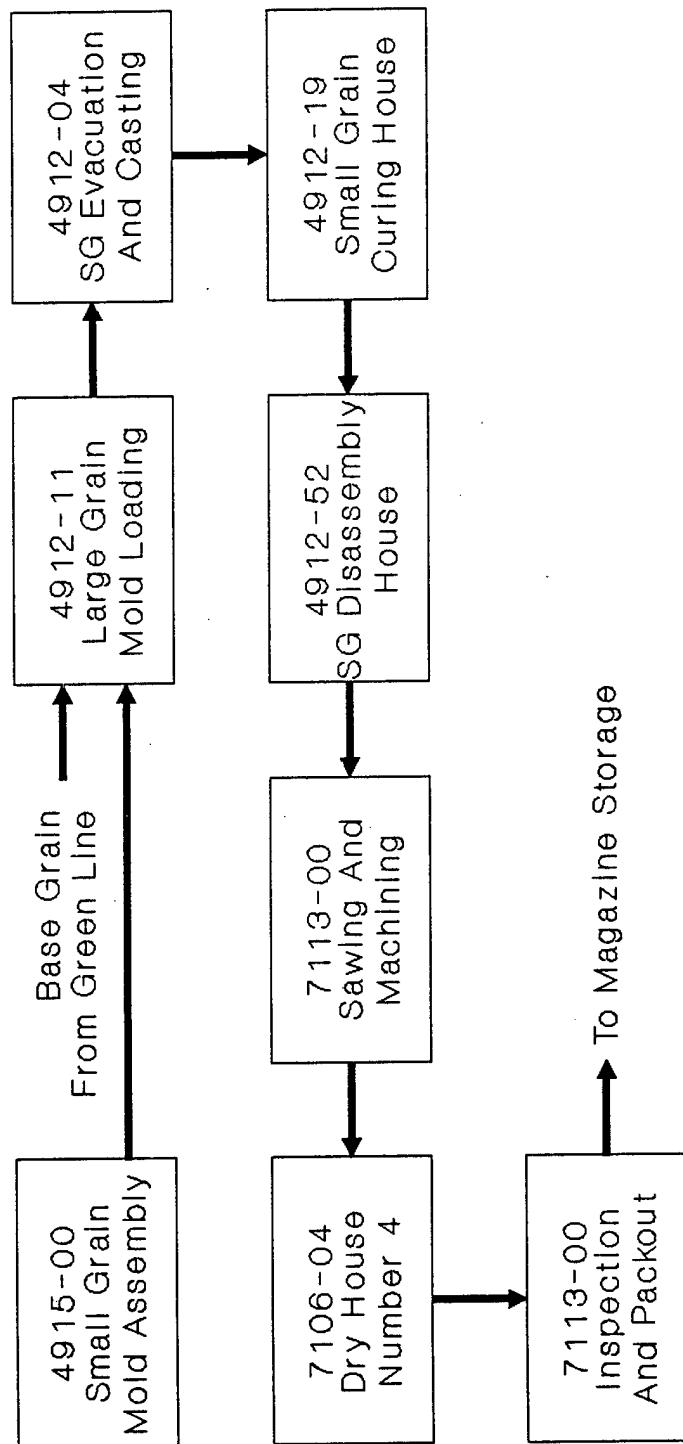 4915-00
Small Grain
Mold Assembly
Base Grain
From Green Line
4912-11
Large Grain
Mold Loading
4912-04
SG Evacuation
And Casting
4912-19
Small Grain
Curing House
4912-52
SG Disassembly
House
7113-00
Sawing And
Machining
7106-04
Dry House
Number 4
7113-00
Inspection
And Packout
To Magazine Storage